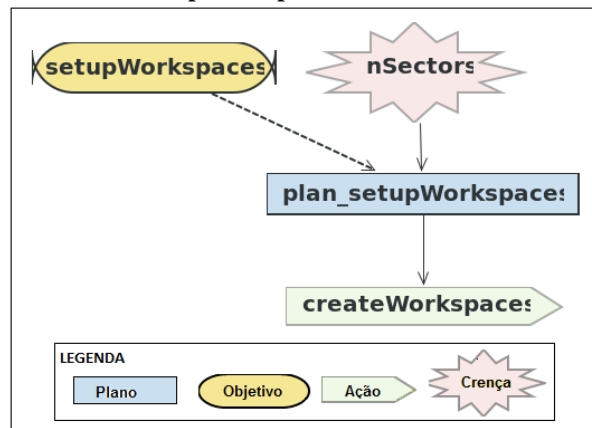 setupWorkspaces
nSectors
plan_setupWorkspaces
createWorkspaces
LEGENDA
Plano
Objetivo
Ação
Crença